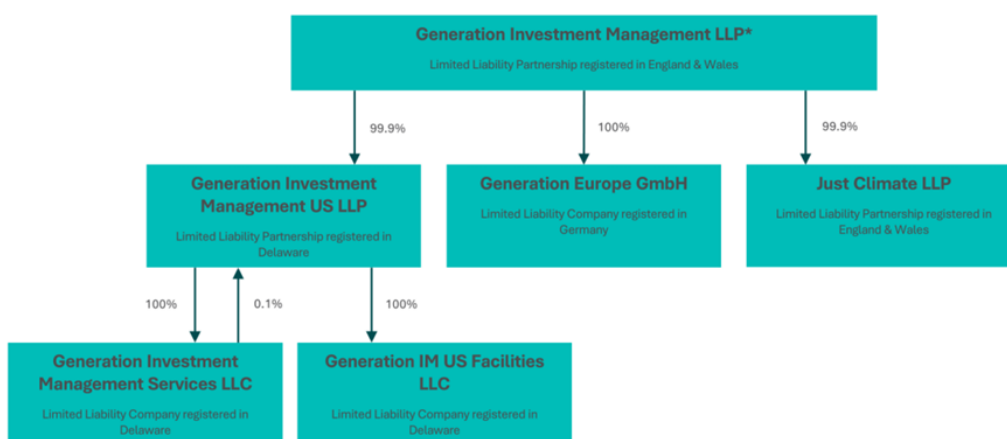 Generation Investment Management LLP*
Limited Liability Partnership registered in England & Wales
99.9%
100%
99.9%
Generation Investment
Management US LLP
Limited Liability Partnership registered in
Delaware
Generation Europe GmbH
Limited Liability Company registered in
Germany
Just Climate LLP
Limited Liability Partnership registered in
England & Wales
100%
0.1%
100%
Generation Investment
Management Services LLC
Limited Liability Company registered in
Delaware
Generation IM US Facilities
LLC
Limited Liability Company registered in
Delaware